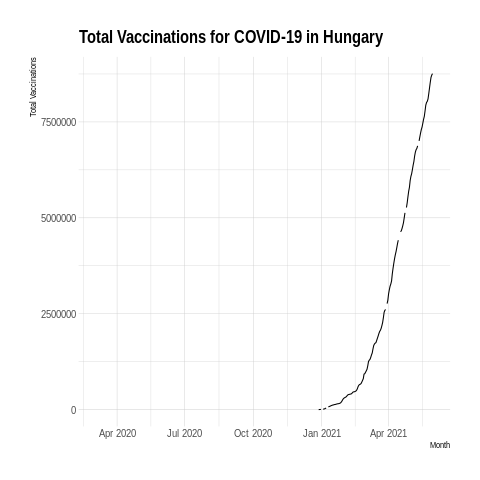 Total Vaccinations for COVID-19 in Hungary
Total Vaccinations
7500000
5000000
2500000
0
Apr 2020 Jul 2020 Oct 2020 Jan 2021 Apr 2021
Month